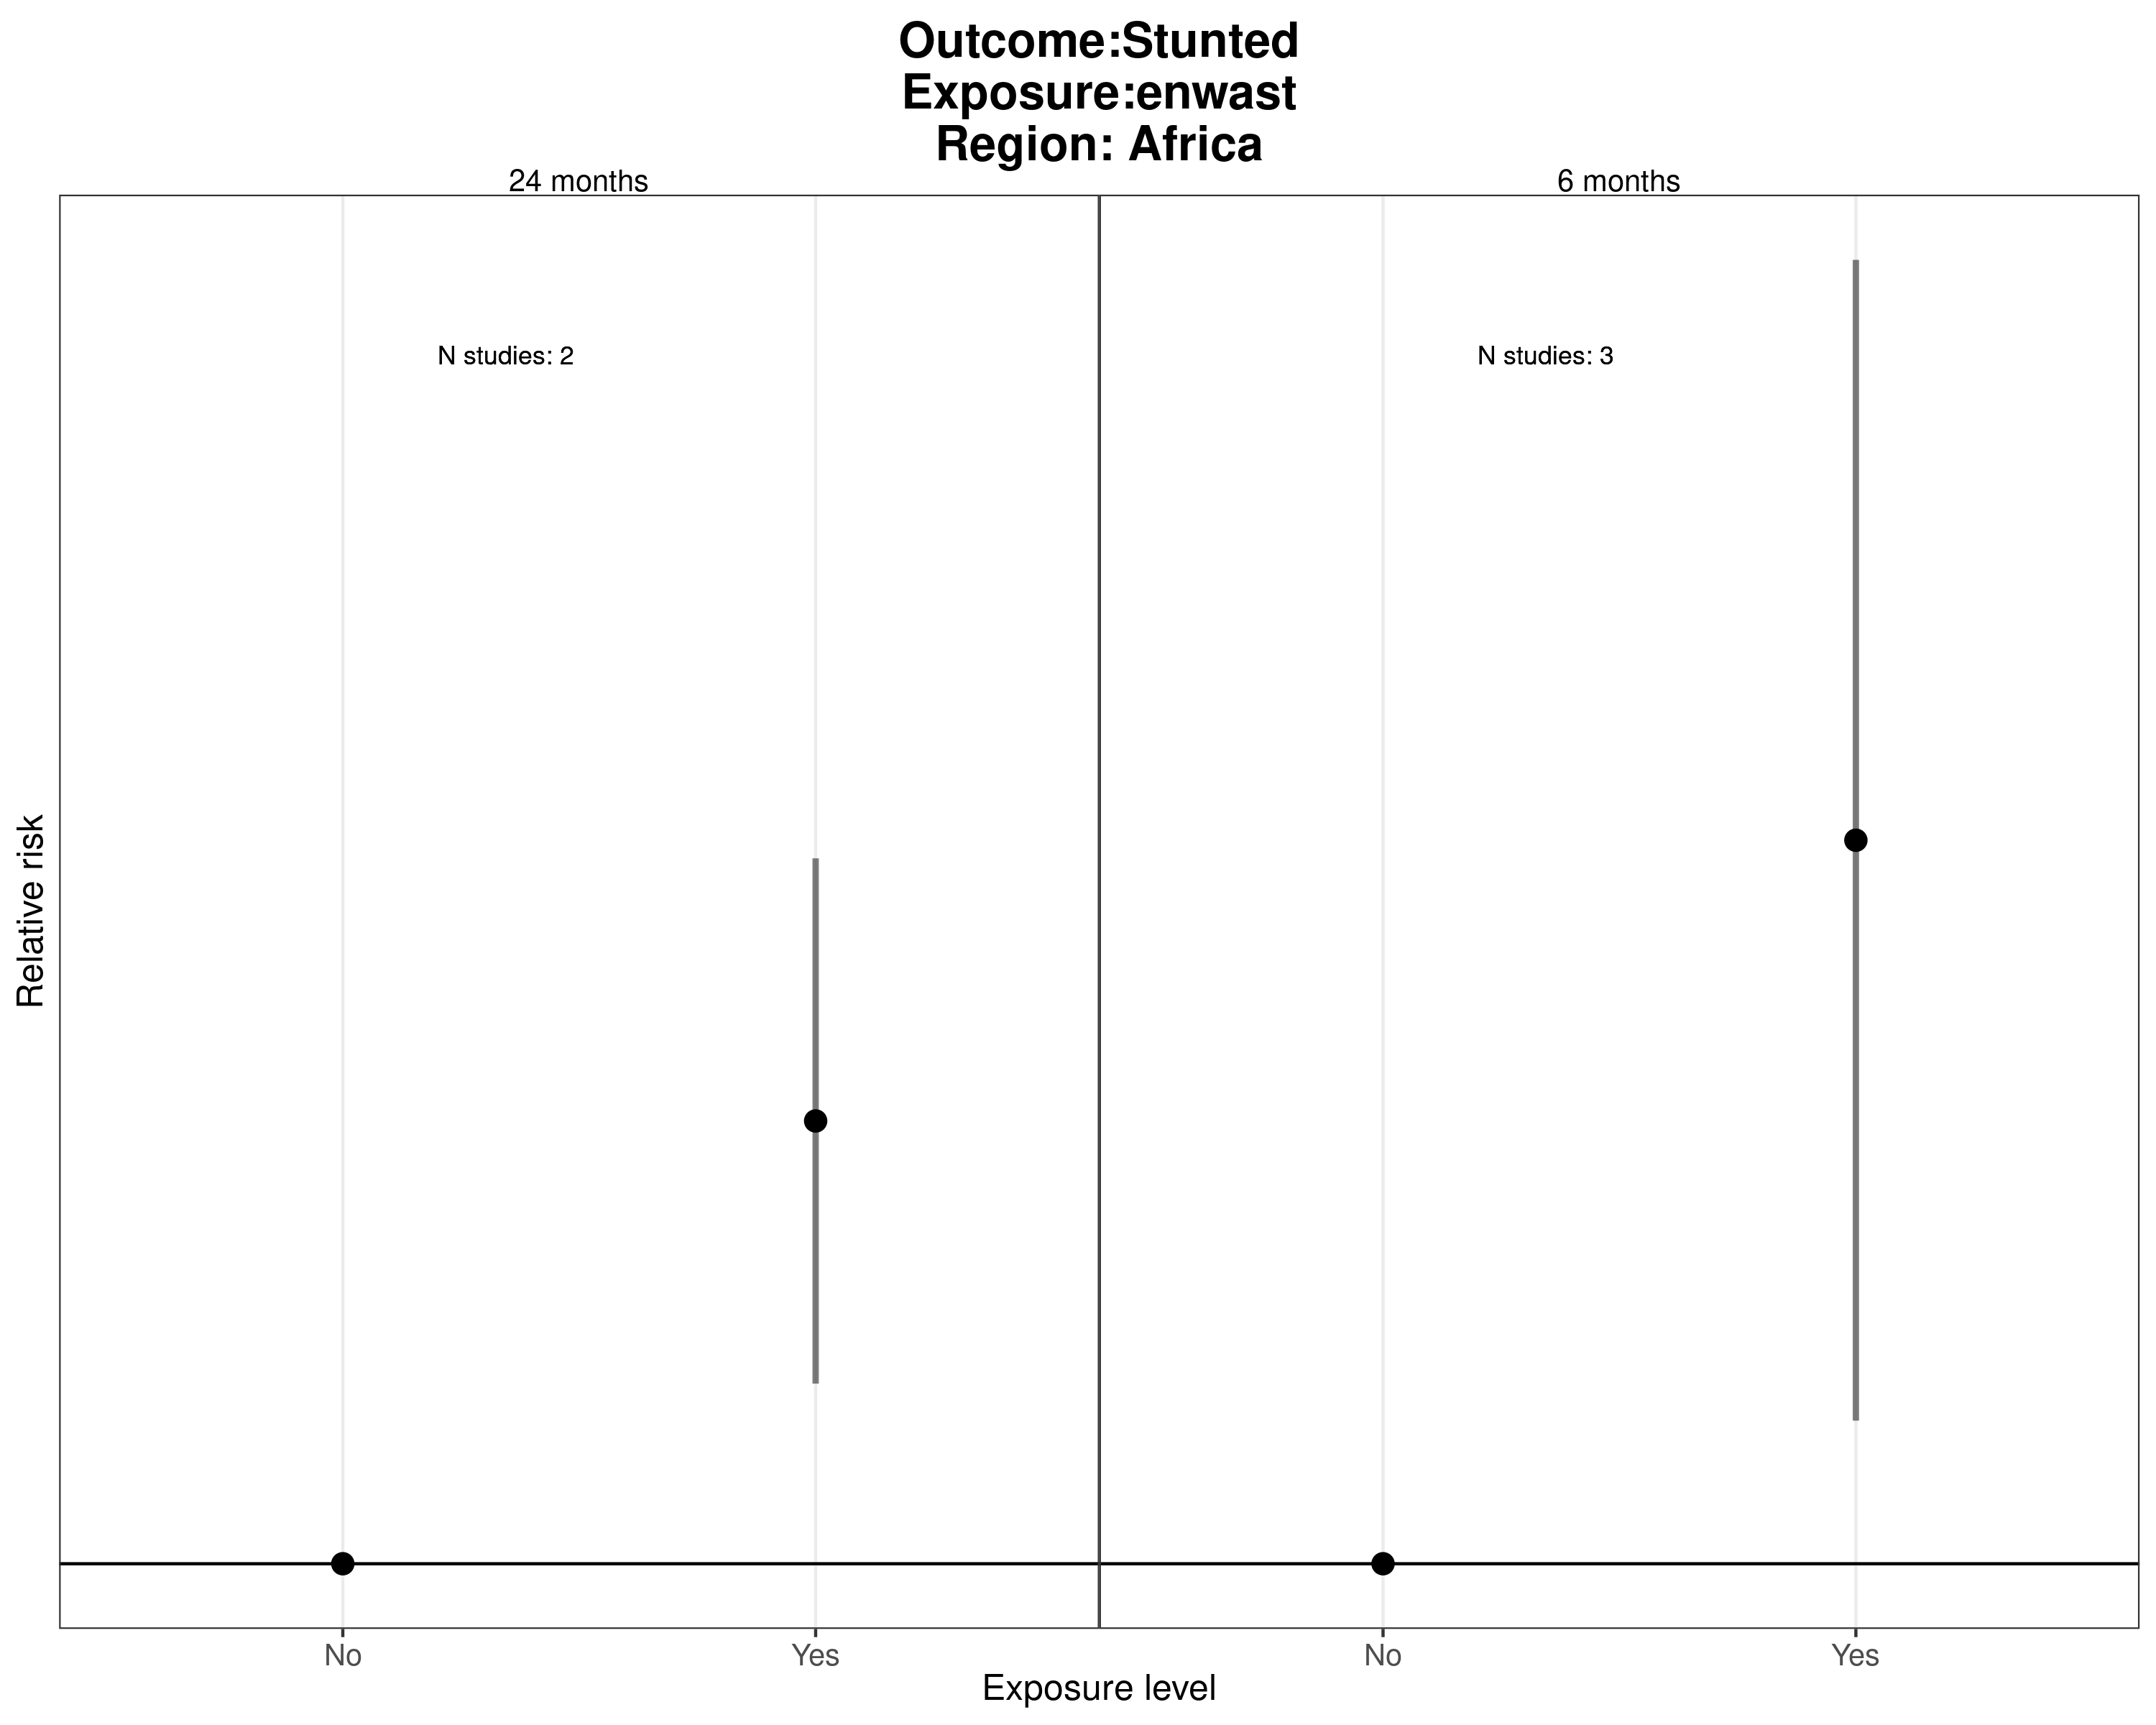 Outcome:Stunted
Exposure:enwast
Region: Africa
24 months
6 months
N studies: 2
N studies: 3
Relative risk
No
Yes
No
Yes
Exposure level